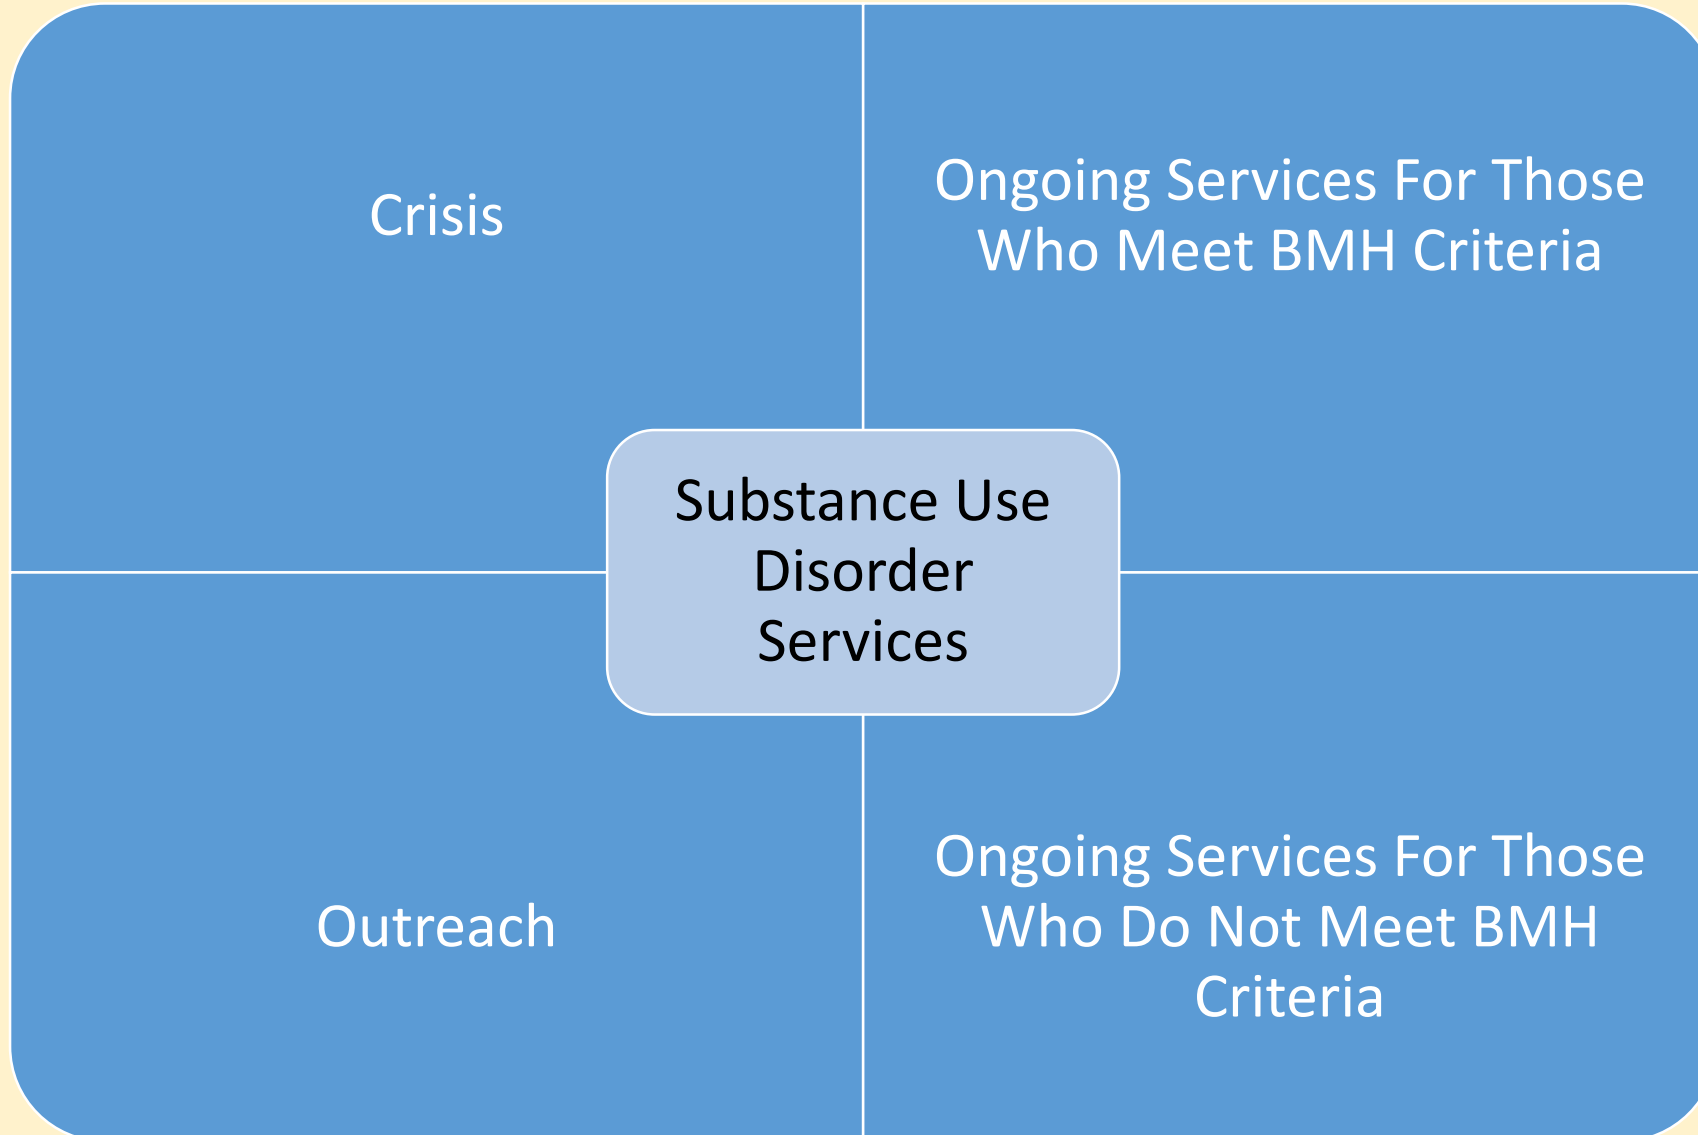 Crisis
Ongoing Services For Those
Who Meet BMH Criteria
Substance Use
Disorder
Services
Outreach
Ongoing Services For Those
Who Do Not Meet BMH
Criteria